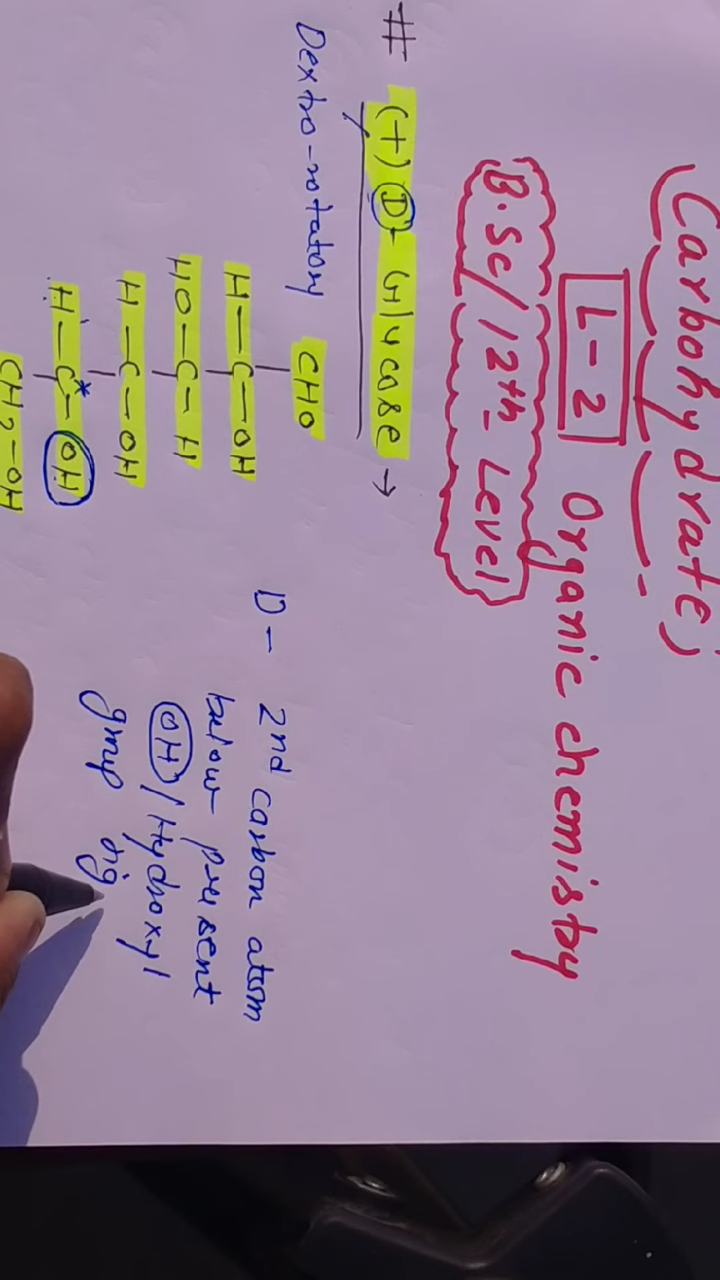 (Carbohydrate)
L-2 Organic chemistry
B.Sc/12th Level
# (+) D- Glucose →
Dextro-rotatory
CHO
H-C-OH
HO-C-H
H-C-OH
H-C*-OH
CH2-OH
D- 2nd carbon atom
below present
OH / Hydroxyl
group rig